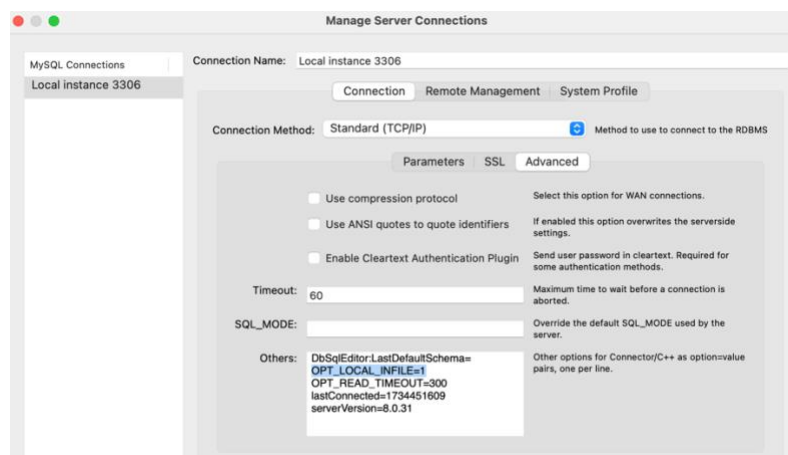 Manage Server Connections
MySQL Connections
Local instance 3306
Connection Name: Local instance 3306
Connection Remote Management System Profile
Connection Method: Standard (TCP/IP) Method to use to connect to the RDBMS
Parameters SSL Advanced
Use compression protocol Select this option for WAN connections.
Use ANSI quotes to quote identifiers If enabled this option overwrites the serverside
settings.
Enable Cleartext Authentication Plugin Send user password in cleartext. Required for
some authentication methods.
Timeout: 60 Maximum time to wait before a connection is
aborted.
SQL_MODE: Override the default SQL_MODE used by the
server.
Others: DbSqlEditor:LastDefaultSchema= Other options for Connector/C++ as option=value
OPT_LOCAL_INFILE=1 pairs, one per line.
OPT_READ_TIMEOUT=300
lastConnected=1734451609
serverVersion=8.0.31